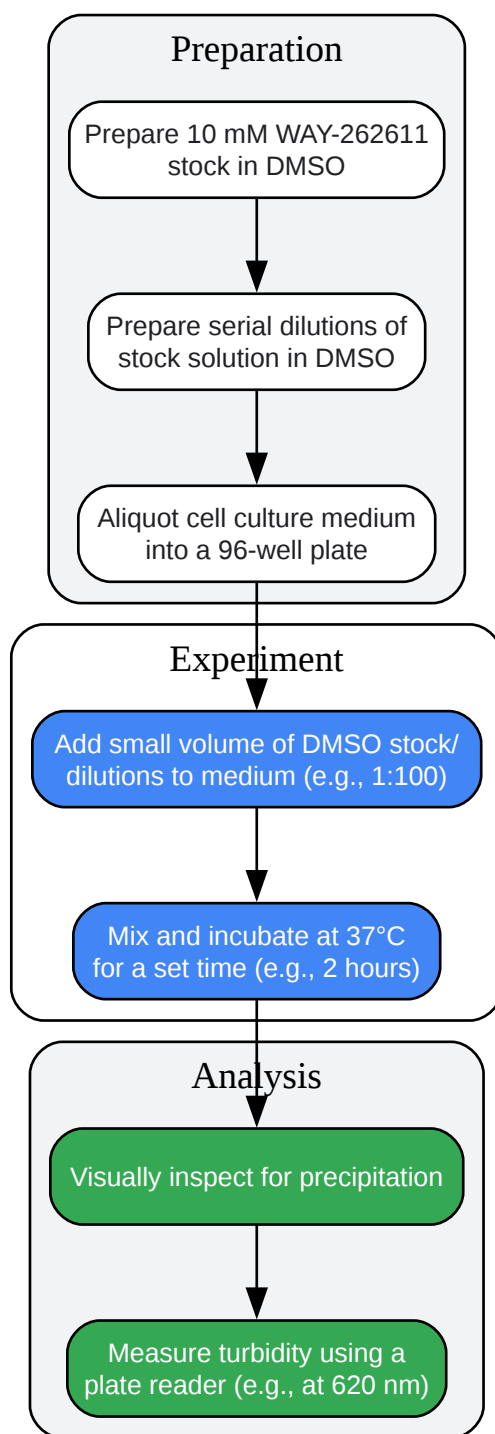 Preparation
Prepare 10 mM WAY-262611
stock in DMSO
Prepare serial dilutions of
stock solution in DMSO
Aliquot cell culture medium
into a 96-well plate
Experiment
Add small volume of DMSO stock/
dilutions to medium (e.g., 1:100)
Mix and incubate at 37°C
for a set time (e.g., 2 hours)
Analysis
Visually inspect for precipitation
Measure turbidity using a
plate reader (e.g., at 620 nm)